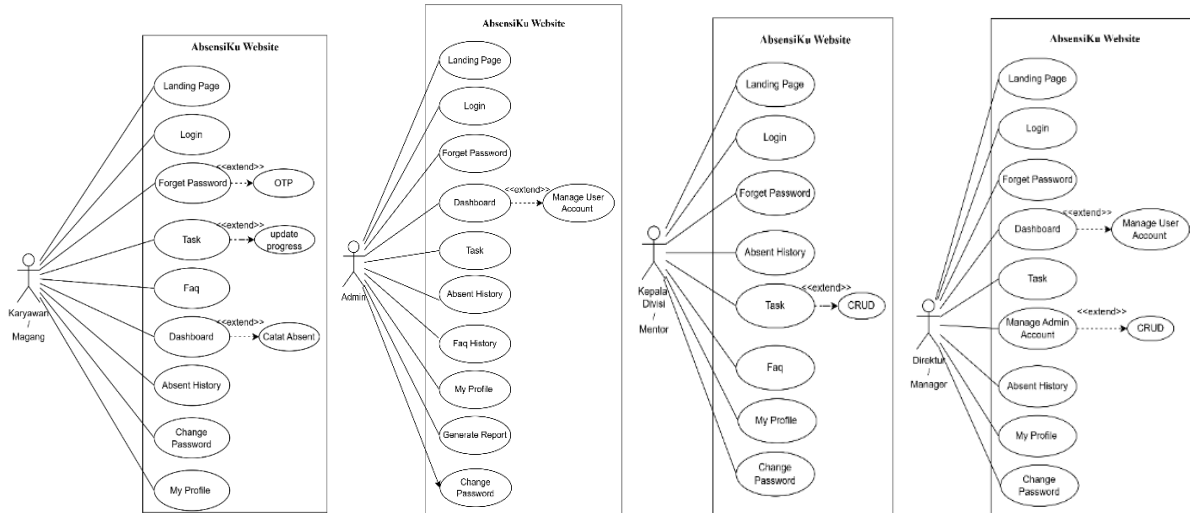 AbsensiKu Website
Landing Page
Login
Forget Password
<<extend>>
OTP
Task
<<extend>>
update
progress
Faq
Dashboard
<<extend>>
Catat Absent
Absent History
Change
Password
My Profile
Karyawan
/
Magang
AbsensiKu Website
Landing Page
Login
Forget Password
Dashboard
<<extend>>
Manage User
Account
Task
Absent History
Faq History
My Profile
Generate Report
Change
Password
Admin
AbsensiKu Website
Landing Page
Login
Forget Password
Absent History
Task
<<extend>>
CRUD
Faq
My Profile
Change
Password
Kepala
Divisi
/
Mentor
AbsensiKu Website
Landing Page
Login
Forget Password
Dashboard
<<extend>>
Manage User
Account
Task
Manage Admin
Account
<<extend>>
CRUD
Absent History
My Profile
Change
Password
Direktur
/
Manager